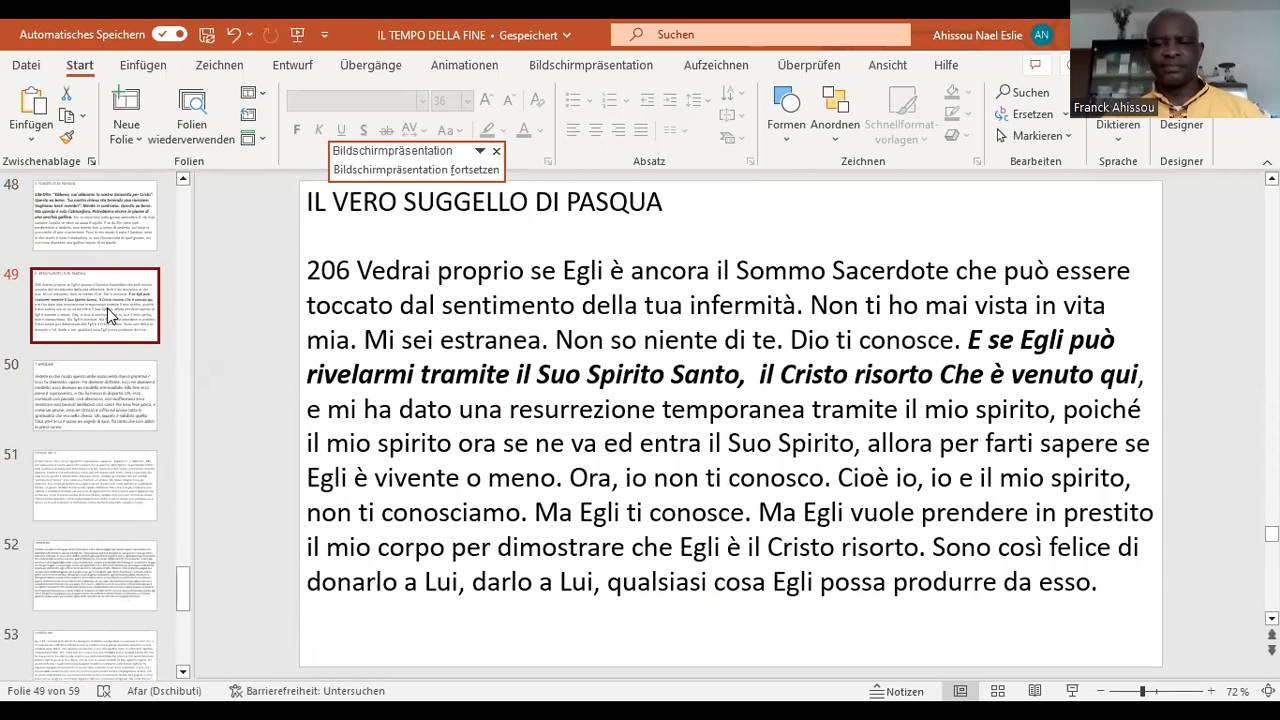 Automatisches Speichern
IL TEMPO DELLA FINE - Gespeichert
Suchen
Ahissou Nael Eslie
AN
Datei Start Einfügen Zeichnen Entwurf Übergänge Animationen Bildschirmpräsentation Aufzeichnen Überprüfen Ansicht Hilfe
Franck Ahissou
Einfügen
Neue Folie
Folien wiederverwenden
36
F K U S ab AV Aa A
Formen
Anordnen
Schnellformat-vorlagen
Suchen
Ersetzen
Markieren
Diktieren
Designer
Zwischenablage
Folien
Absatz
Zeichnen
Bearbeiten
Sprache
Designer
Bildschirmpräsentation
Bildschirmpräsentation fortsetzen
48
49
50
51
52
53
IL VERO SUGGELLO DI PASQUA
206 Vedrai proprio se Egli è ancora il Sommo Sacerdote che può essere
toccato dal sentimento della tua infermità. Non ti ho mai vista in vita
mia. Mi sei estranea. Non so niente di te. Dio ti conosce. E se Egli può
rivelarmi tramite il Suo Spirito Santo, il Cristo risorto Che è venuto qui,
e mi ha dato una resurrezione temporanea tramite il mio spirito, poiché
il mio spirito ora se ne va ed entra il Suo Spirito, allora per farti sapere se
Egli è vivente o meno. Ora, io non ti conosco. Cioè io, io e il mio spirito,
non ti conosciamo. Ma Egli ti conosce. Ma Egli vuole prendere in prestito
il mio corpo per dimostrare che Egli è il Cristo risorto. Sono così felice di
a Lui, a Lui, qualsiasi cosa Egli possa produrre da esso.
Folie 49 von 59
Afar (Dschibuti)
Barrierefreiheit: Untersuchen
Notizen
72 %